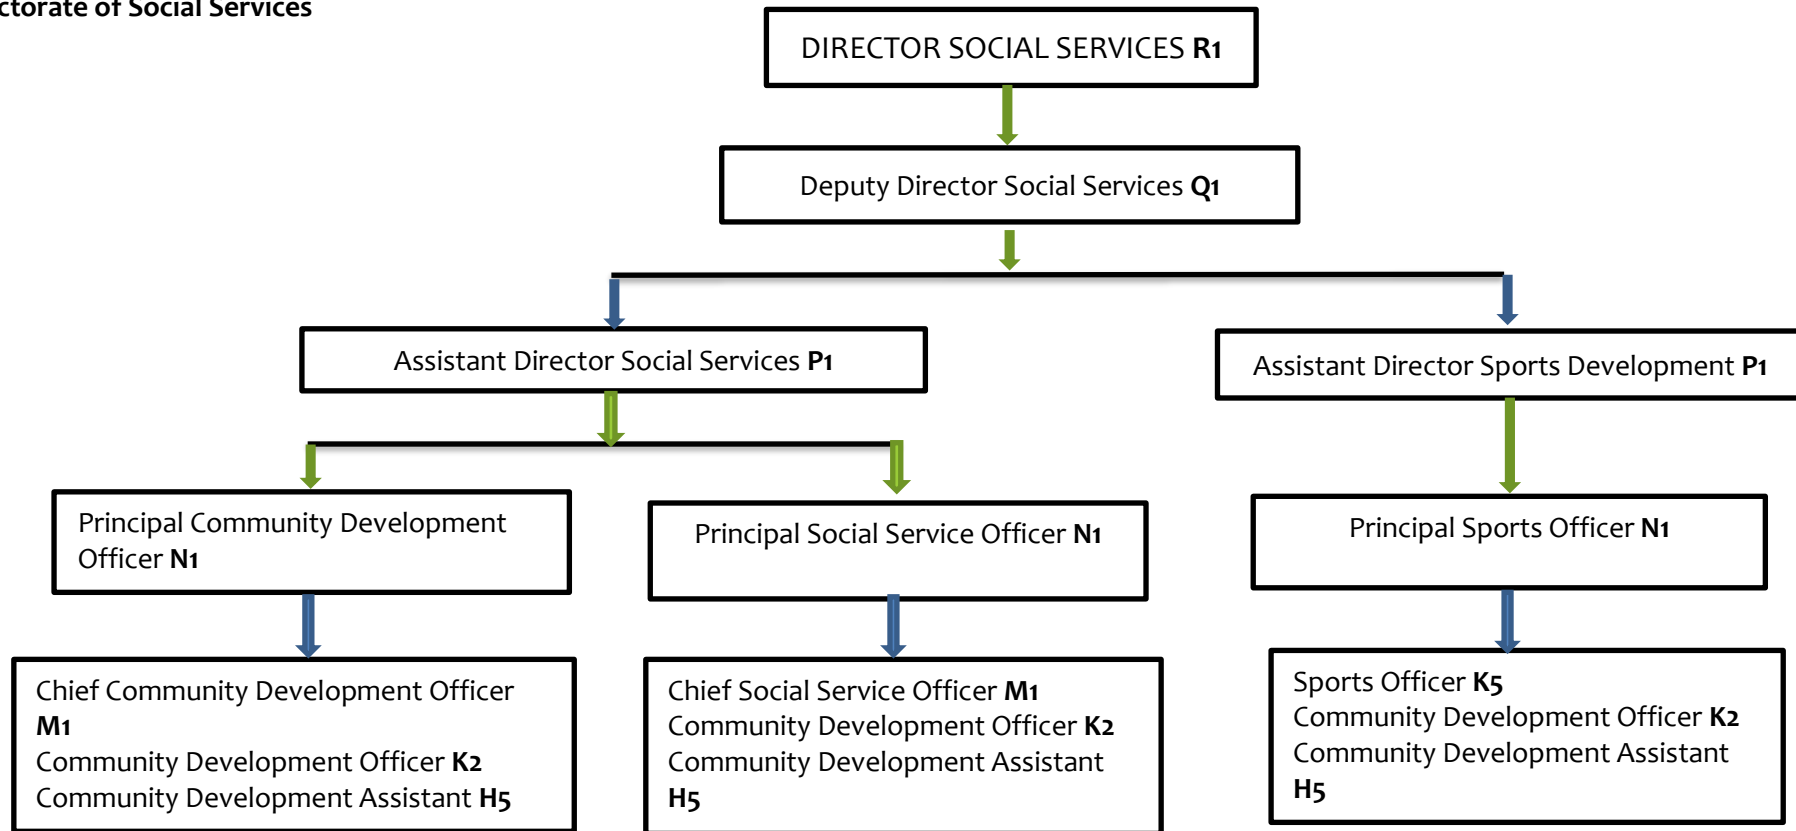 ctorate of Social Services
DIRECTOR SOCIAL SERVICES R1
Deputy Director Social Services Q1
Assistant Director Social Services P1
Assistant Director Sports Development P1
Principal Community Development
Officer N1
Principal Social Service Officer N1
Principal Sports Officer N1
Chief Community Development Officer
M1
Community Development Officer K2
Community Development Assistant H5
Chief Social Service Officer M1
Community Development Officer K2
Community Development Assistant
H5
Sports Officer K5
Community Development Officer K2
Community Development Assistant
H5